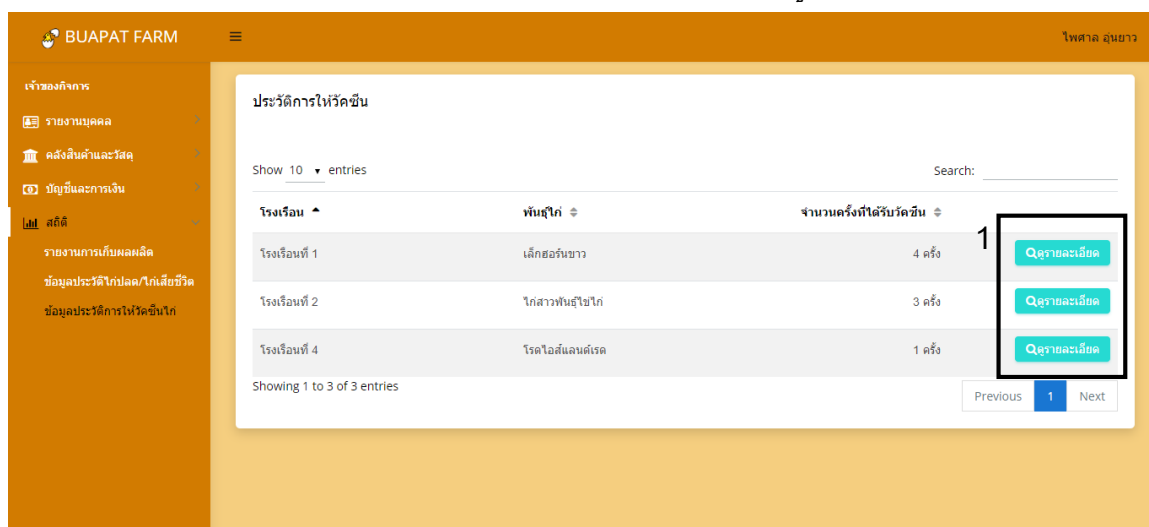 BUAPAT FARM
ไพศาล อุ่นยาว
เจ้าของกิจการ
รายงานบุคคล
คลังสินค้าและวัสดุ
บัญชีและการเงิน
สถิติ
รายงานการเก็บผลผลิต
ข้อมูลประวัติไก่ปลด/ไก่เสียชีวิต
ข้อมูลประวัติการให้วัคซีนไก่
ประวัติการให้วัคซีน
Show 10 entries Search:
โรงเรือน พันธุ์ไก่ จำนวนครั้งที่ได้รับวัคซีน
1
โรงเรือนที่ 1 เล็กฮอร์นขาว 4 ครั้ง ดูรายละเอียด
โรงเรือนที่ 2 ไก่สาวพันธุ์ไข่ไก่ 3 ครั้ง ดูรายละเอียด
โรงเรือนที่ 4 โรดไอส์แลนด์เรด 1 ครั้ง ดูรายละเอียด
Showing 1 to 3 of 3 entries
Previous 1 Next